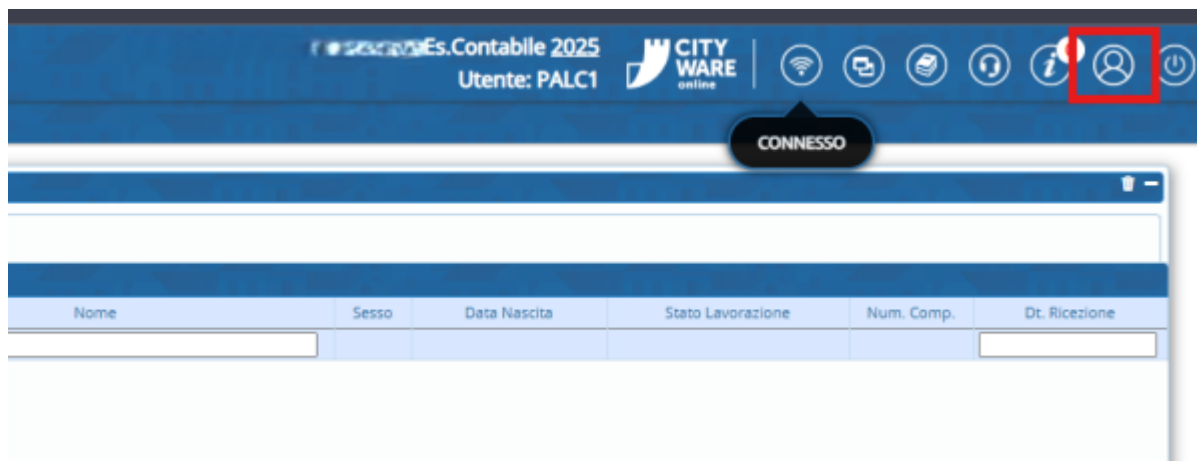 Es.Contabile 2025
Utente: PALC1
CITY
WARE
online
CONNESSO
Nome
Sesso
Data Nascita
Stato Lavorazione
Num. Comp.
Dt. Ricezione